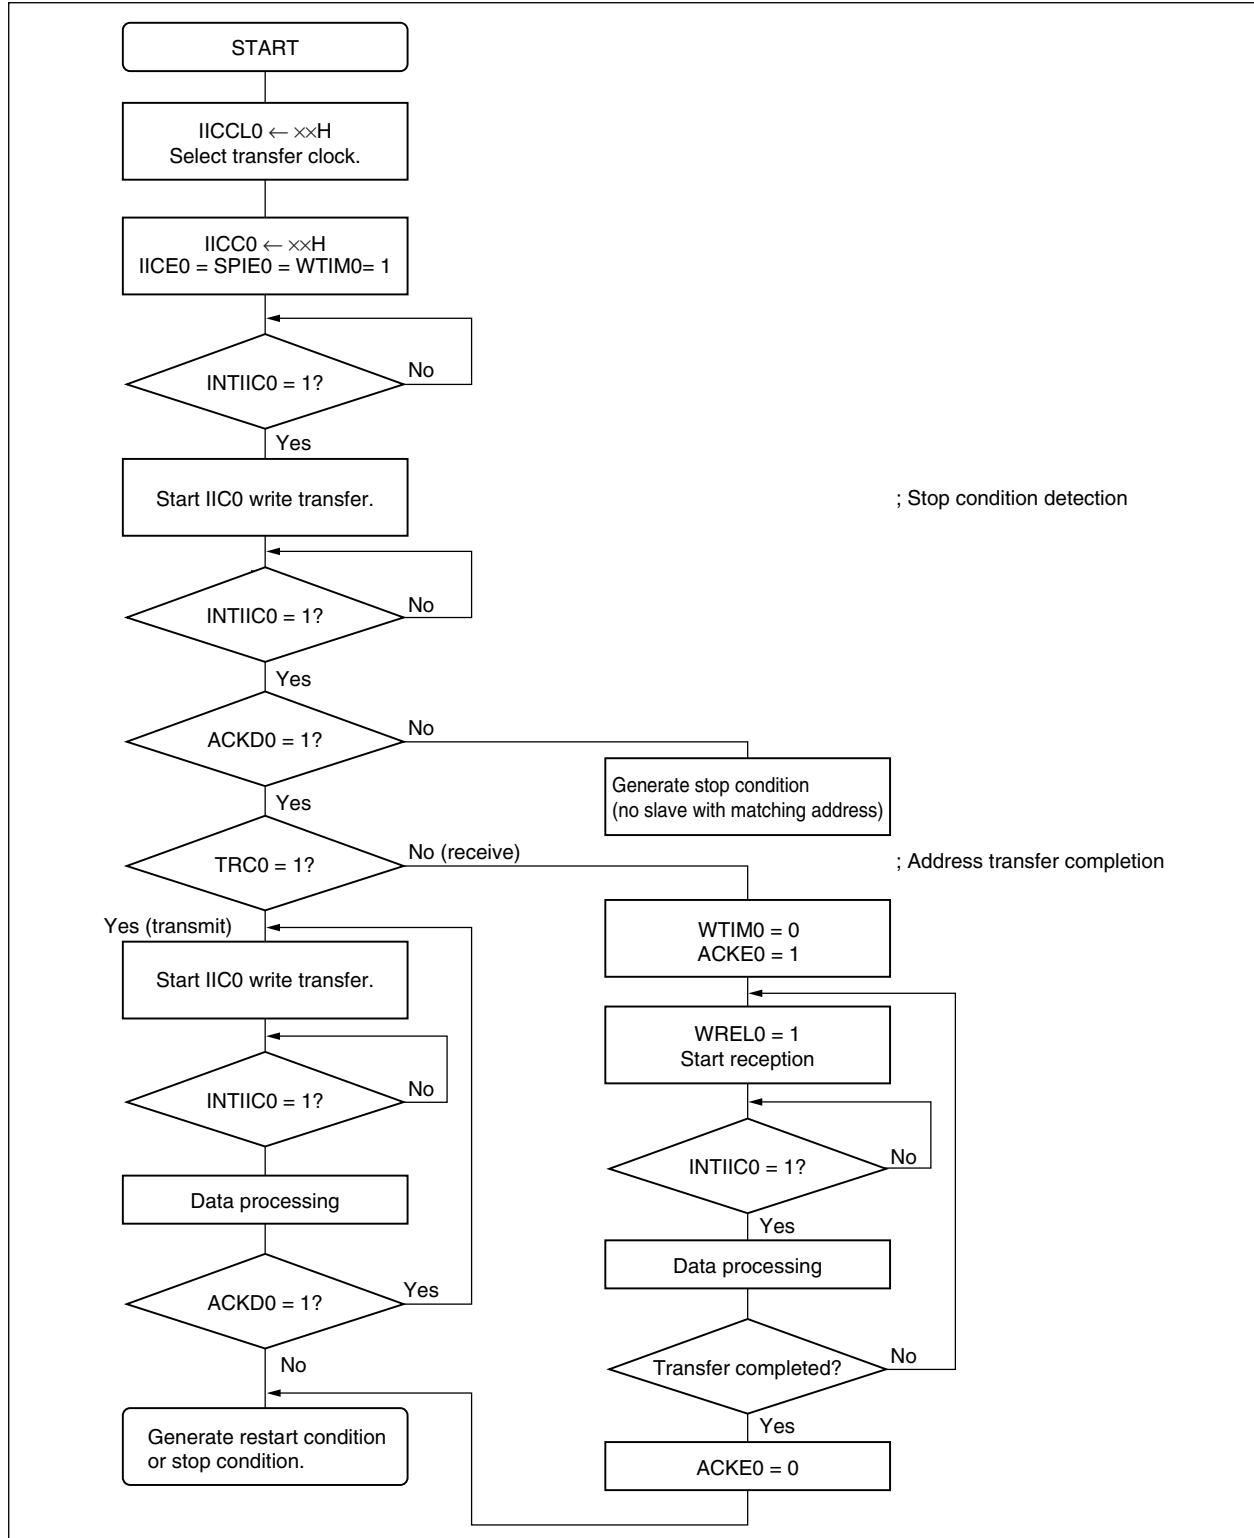 START
IICCL0 ← ××H
Select transfer clock.
IICC0 ← ××H
IICE0 = SPIE0 = WTIM0= 1
INTIIC0 = 1?
No
Yes
Start IIC0 write transfer.
; Stop condition detection
INTIIC0 = 1?
No
Yes
ACKD0 = 1?
No
Generate stop condition
(no slave with matching address)
Yes
TRC0 = 1?
No (receive)
; Address transfer completion
Yes (transmit)
WTIM0 = 0
ACKE0 = 1
Start IIC0 write transfer.
WREL0 = 1
Start reception
INTIIC0 = 1?
No
INTIIC0 = 1?
No
Yes
Data processing
Data processing
ACKD0 = 1?
Yes
No
Transfer completed?
No
Yes
Generate restart condition
or stop condition.
ACKE0 = 0